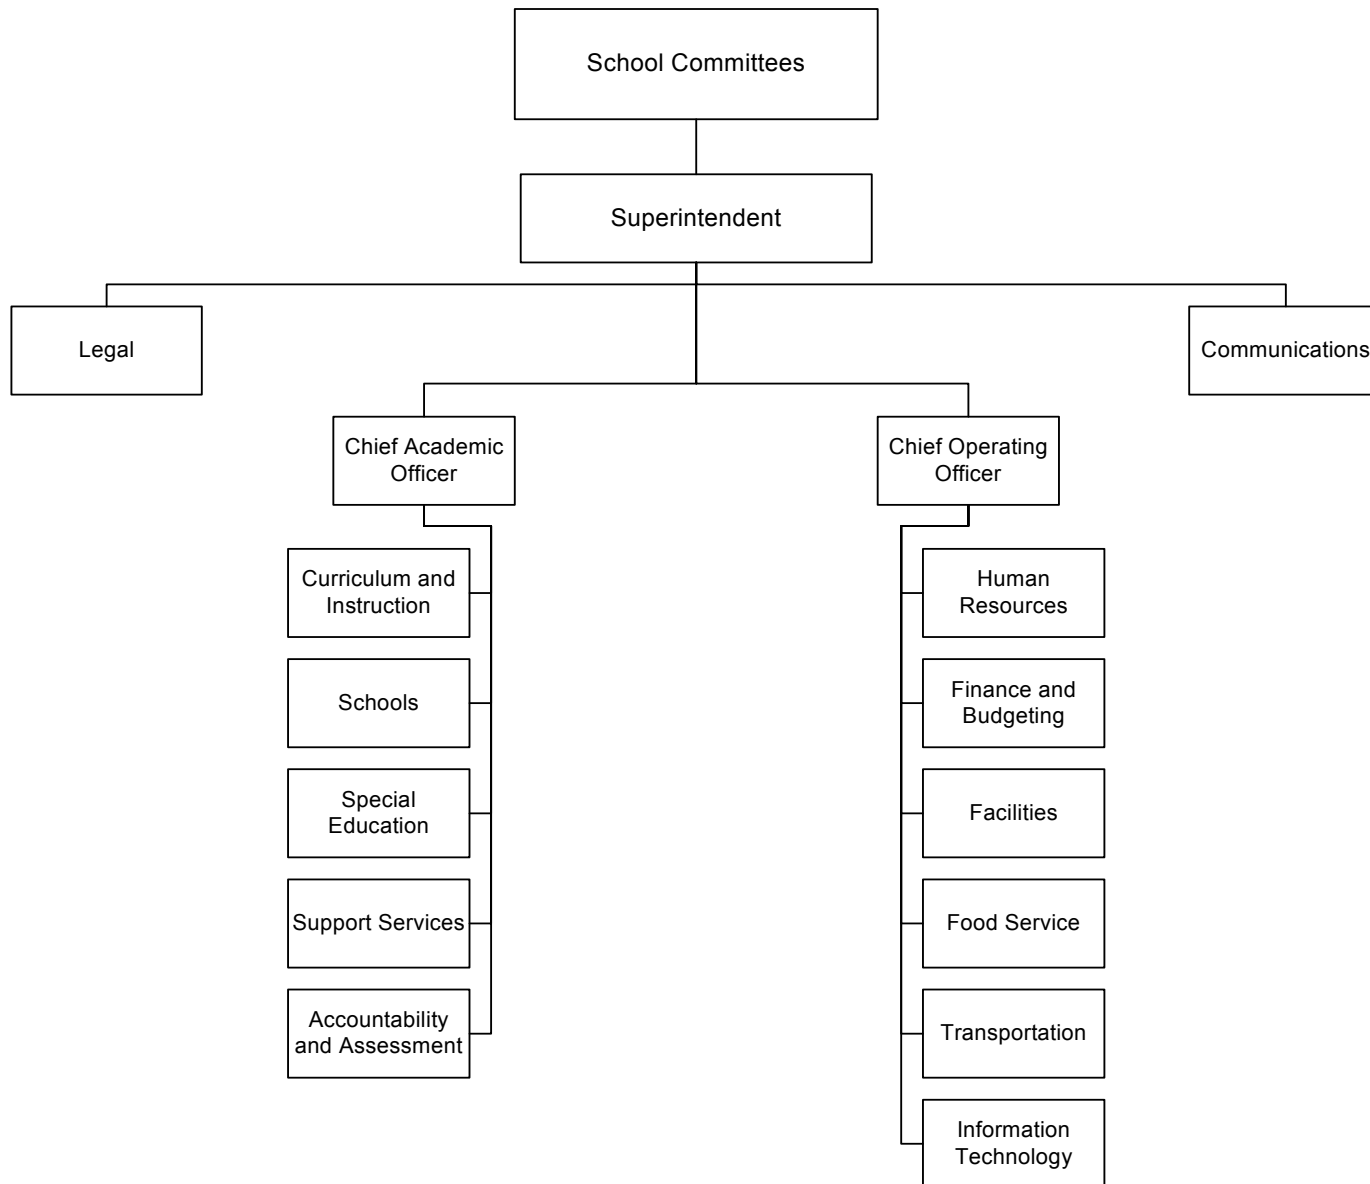 School Committees
Superintendent
Legal
Communications
Chief Academic
Officer
Chief Operating
Officer
Curriculum and
Instruction
Schools
Special
Education
Support Services
Accountability
and Assessment
Human
Resources
Finance and
Budgeting
Facilities
Food Service
Transportation
Information
Technology